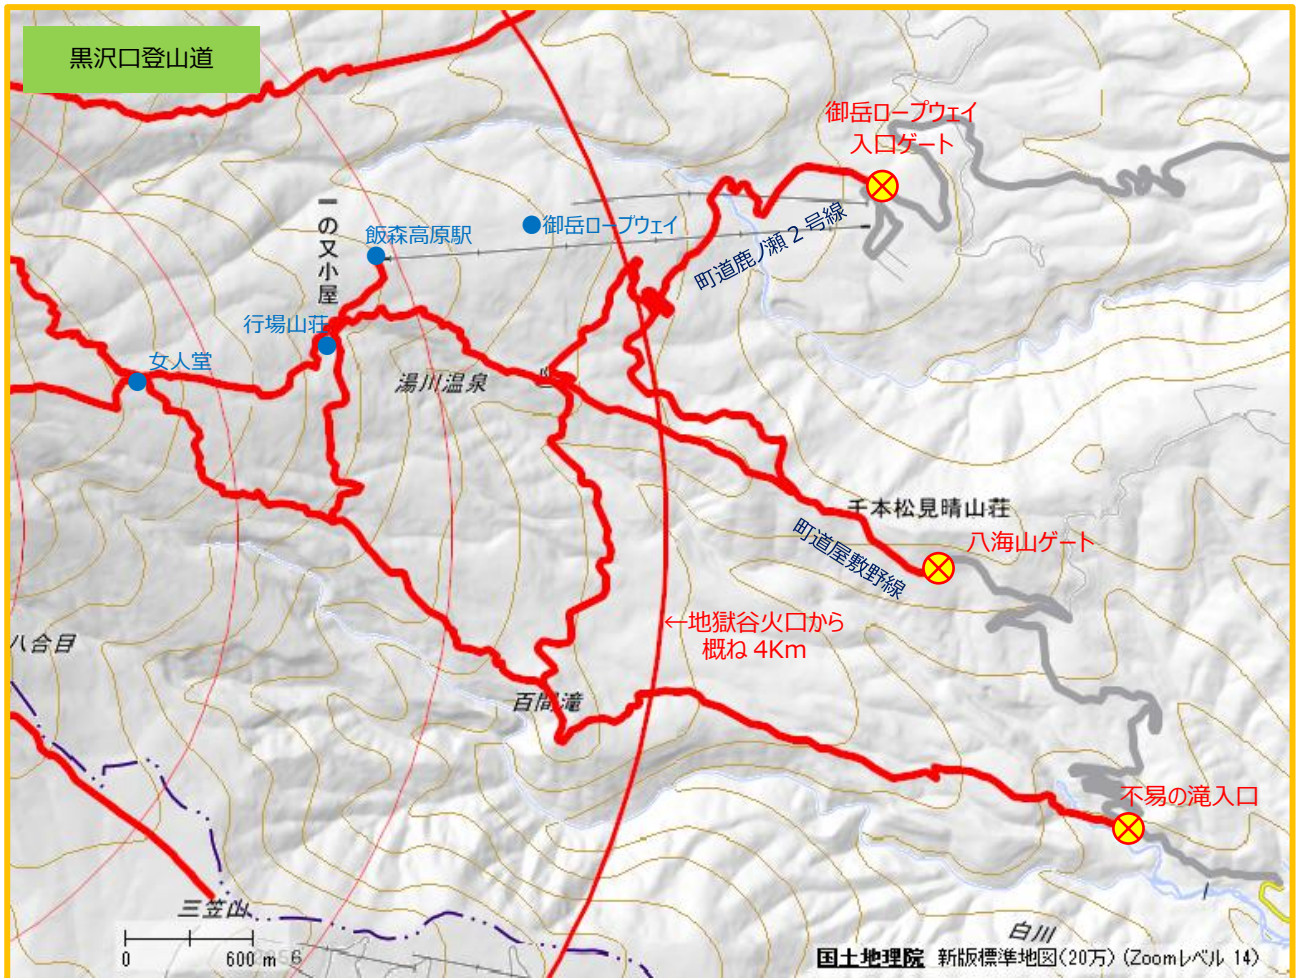 黒沢口登山道
御岳ロープウェイ
入口ゲート
一の又小屋
飯森高原駅
御岳ロープウェイ
町道鹿ノ瀬2号線
行場山荘
女人堂
湯川温泉
千本松見晴山荘
八海山ゲート
町道屋敷野線
←地獄谷火口から
概ね4Km
八合目
百間滝
不易の滝入口
三笠山
白川
0 600 m
国土地理院 新版標準地図(20万) (Zoomレベル 14)